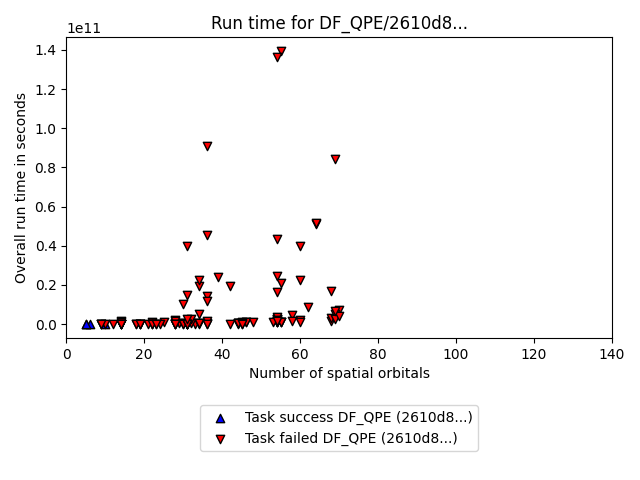 Run time for DF_QPE/2610d8...
1e11
1.4
1.2
1.0
0.8
0.6
0.4
0.2
0.0
Overall run time in seconds
0 20 40 60 80 100 120 140
Number of spatial orbitals
Task success DF_QPE (2610d8...)
Task failed DF_QPE (2610d8...)